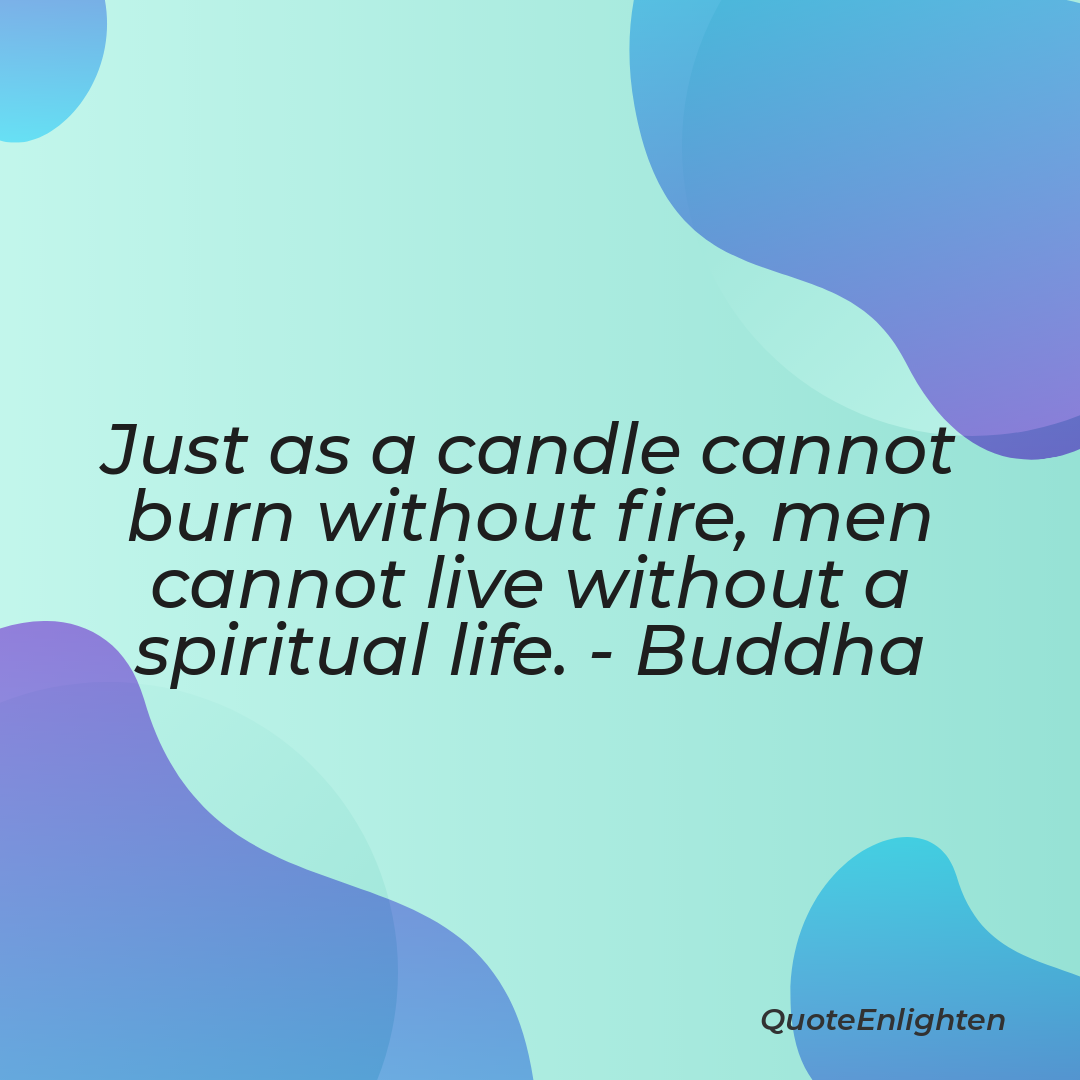 Just as a candle cannot
burn without fire, men
cannot live without a
spiritual life. - Buddha
QuoteEnlighten